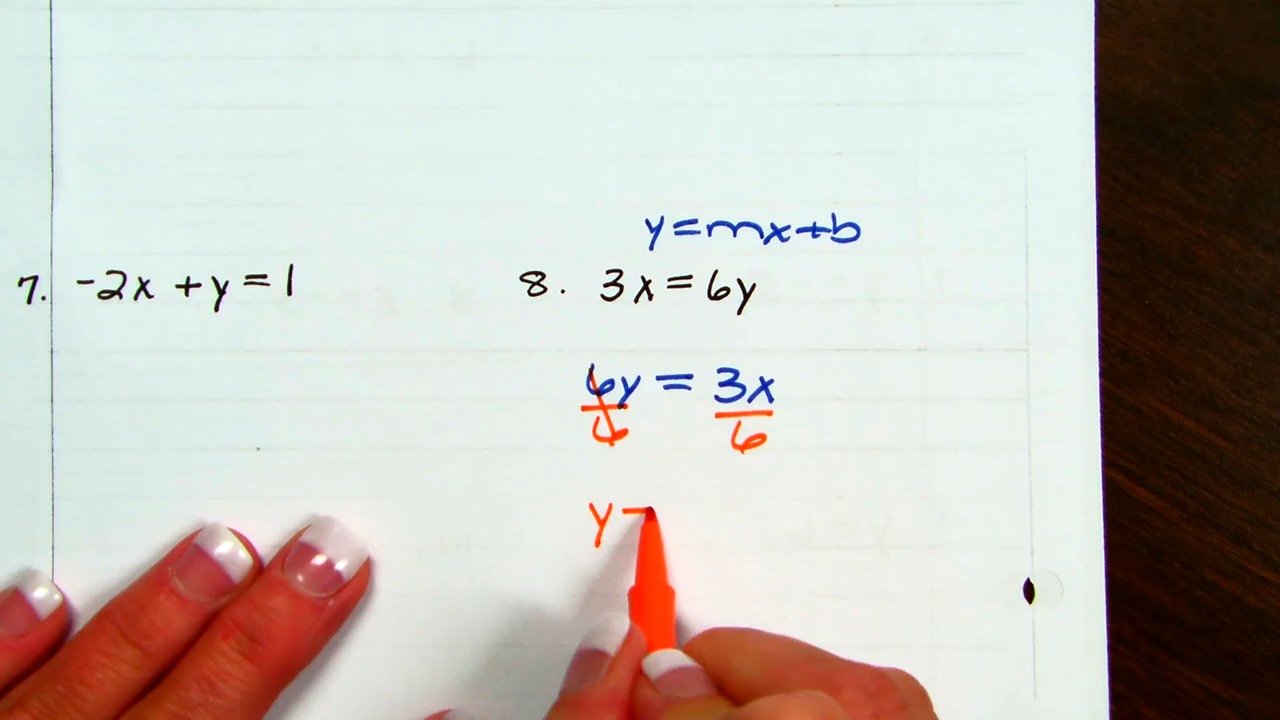 y=mx+b
7. -2x+y=1
8. 3x=6y
6y = 3x
6 6
y-